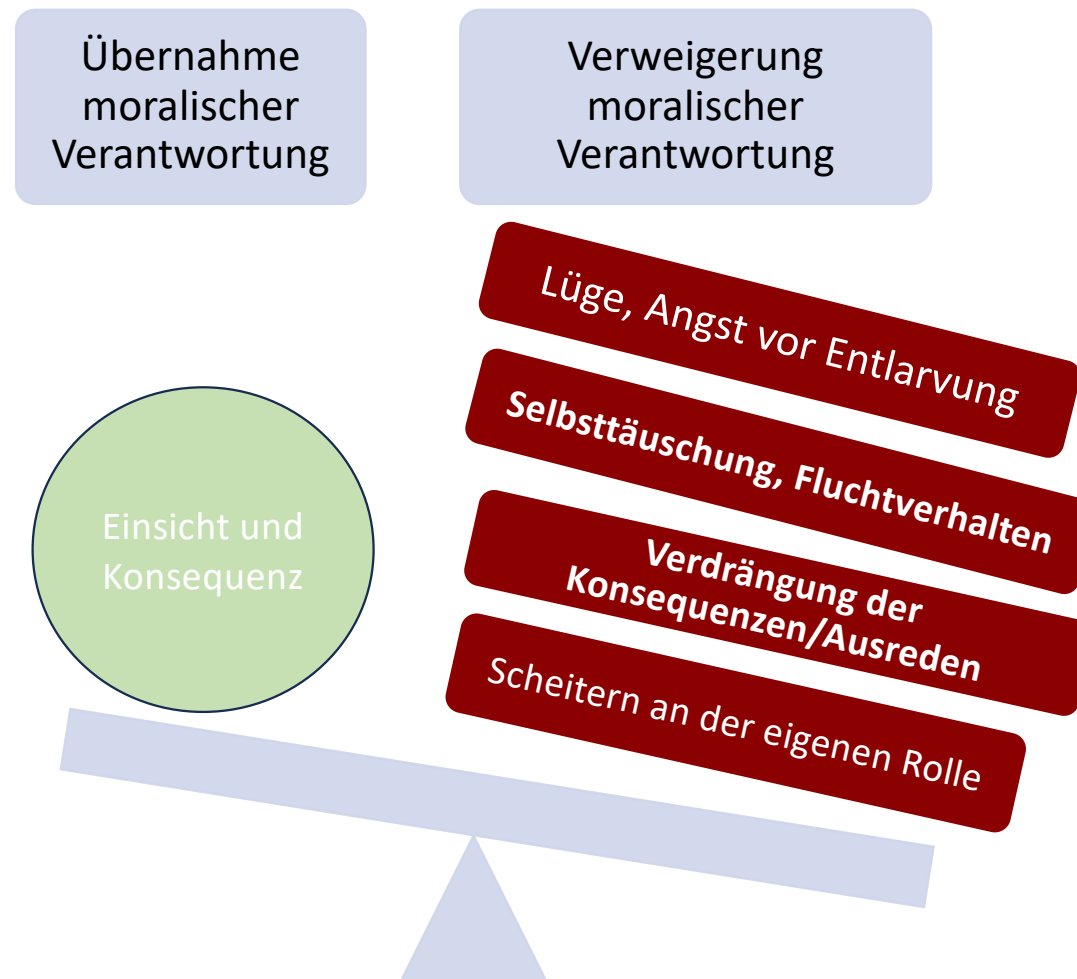 Übernahme
moralischer
Verantwortung
Verweigerung
moralischer
Verantwortung
Lüge, Angst vor Entlarvung
Selbsttäuschung, Fluchtverhalten
Verdrängung der
Konsequenzen/Ausreden
Scheitern an der eigenen Rolle
Einsicht und
Konsequenz